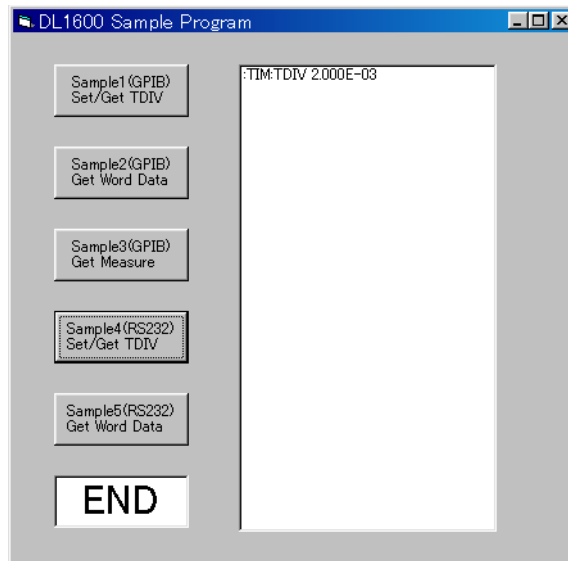 DL1600 Sample Program
Sample1(GPIB)
Set/Get TDIV
Sample2(GPIB)
Get Word Data
Sample3(GPIB)
Get Measure
Sample4(RS232)
Set/Get TDIV
Sample5(RS232)
Get Word Data
END
:TIM:TDIV 2.000E-03